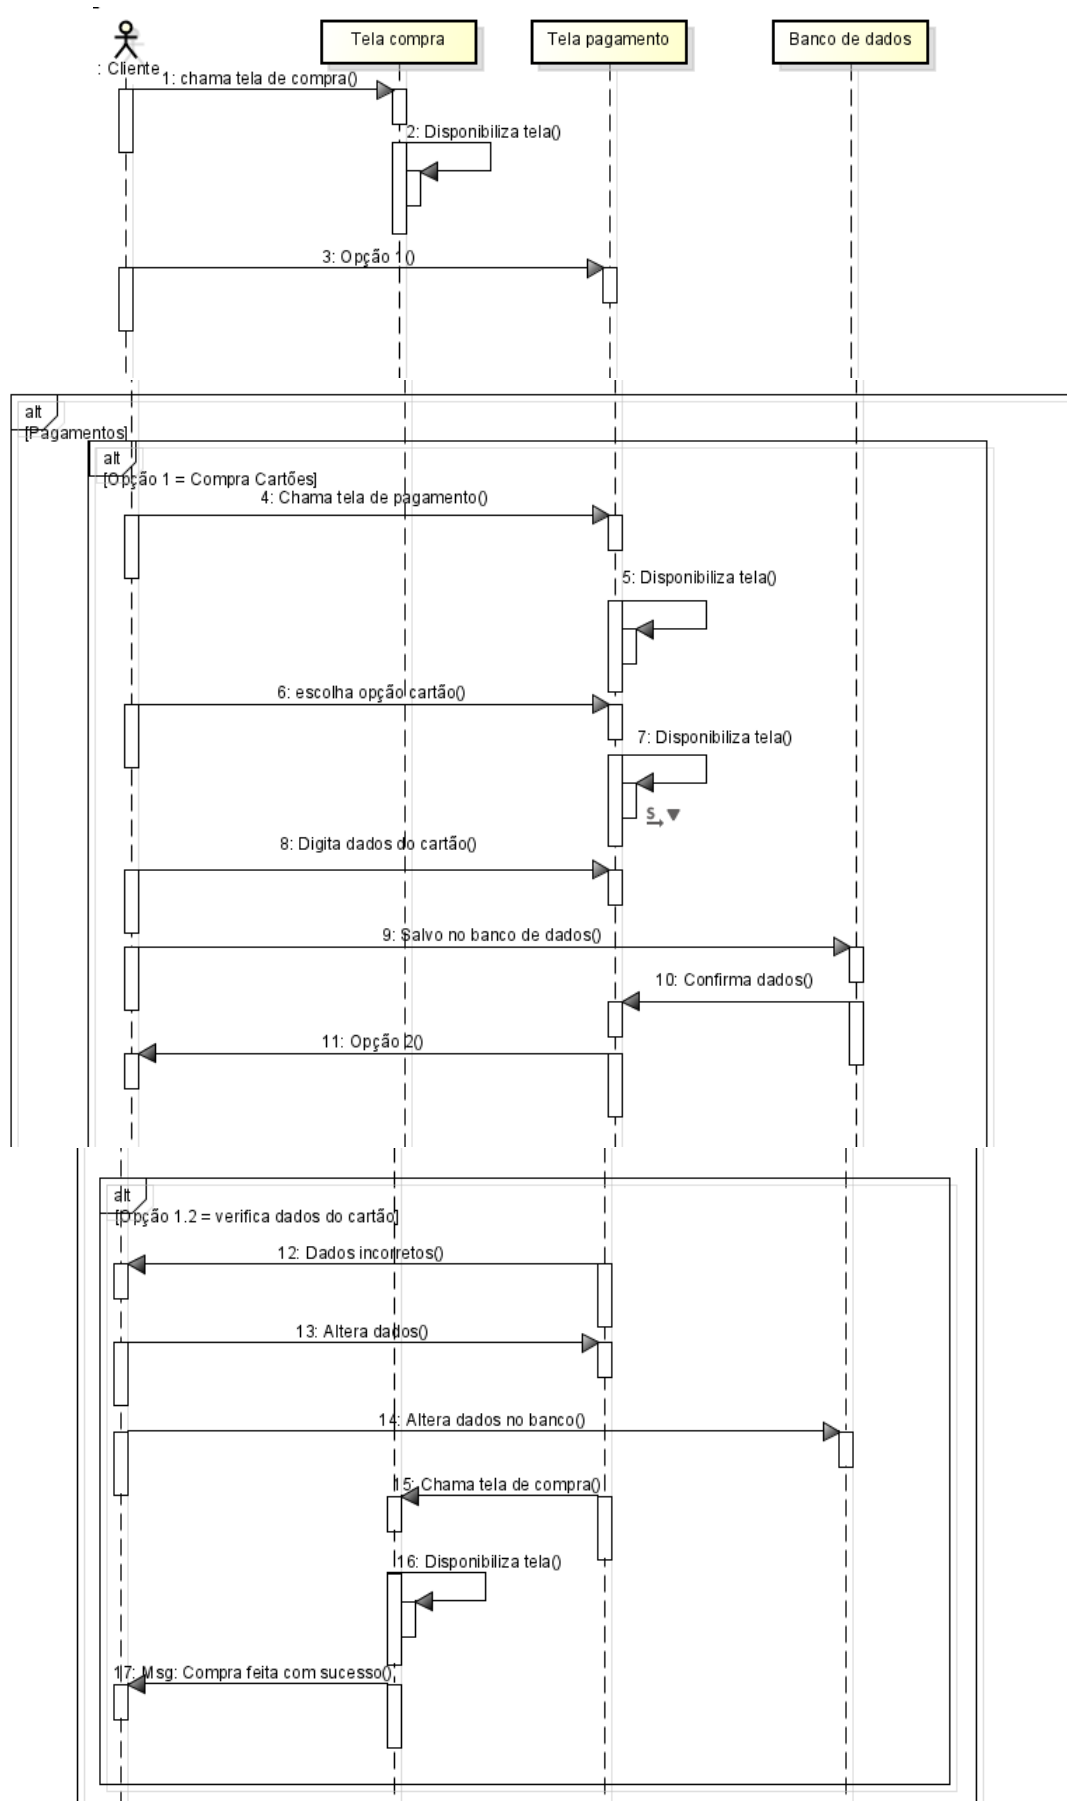 Tela compra
Tela pagamento
Banco de dados
: Cliente
1: chama tela de compra()
2: Disponibiliza tela()
3: Opção 1()
alt
[Pagamentos]
alt
[Opção 1 = Compra Cartões]
4: Chama tela de pagamento()
5: Disponibiliza tela()
6: escolha opção cartão()
7: Disponibiliza tela()
S
8: Digita dados do cartão()
9: Salvo no banco de dados()
10: Confirma dados()
11: Opção 2()
alt
[Opção 1.2 = verifica dados do cartão]
12: Dados incorretos()
13: Altera dados()
14: Altera dados no banco()
15: Chama tela de compra()
16: Disponibiliza tela()
17: Msg: Compra feita com sucesso()